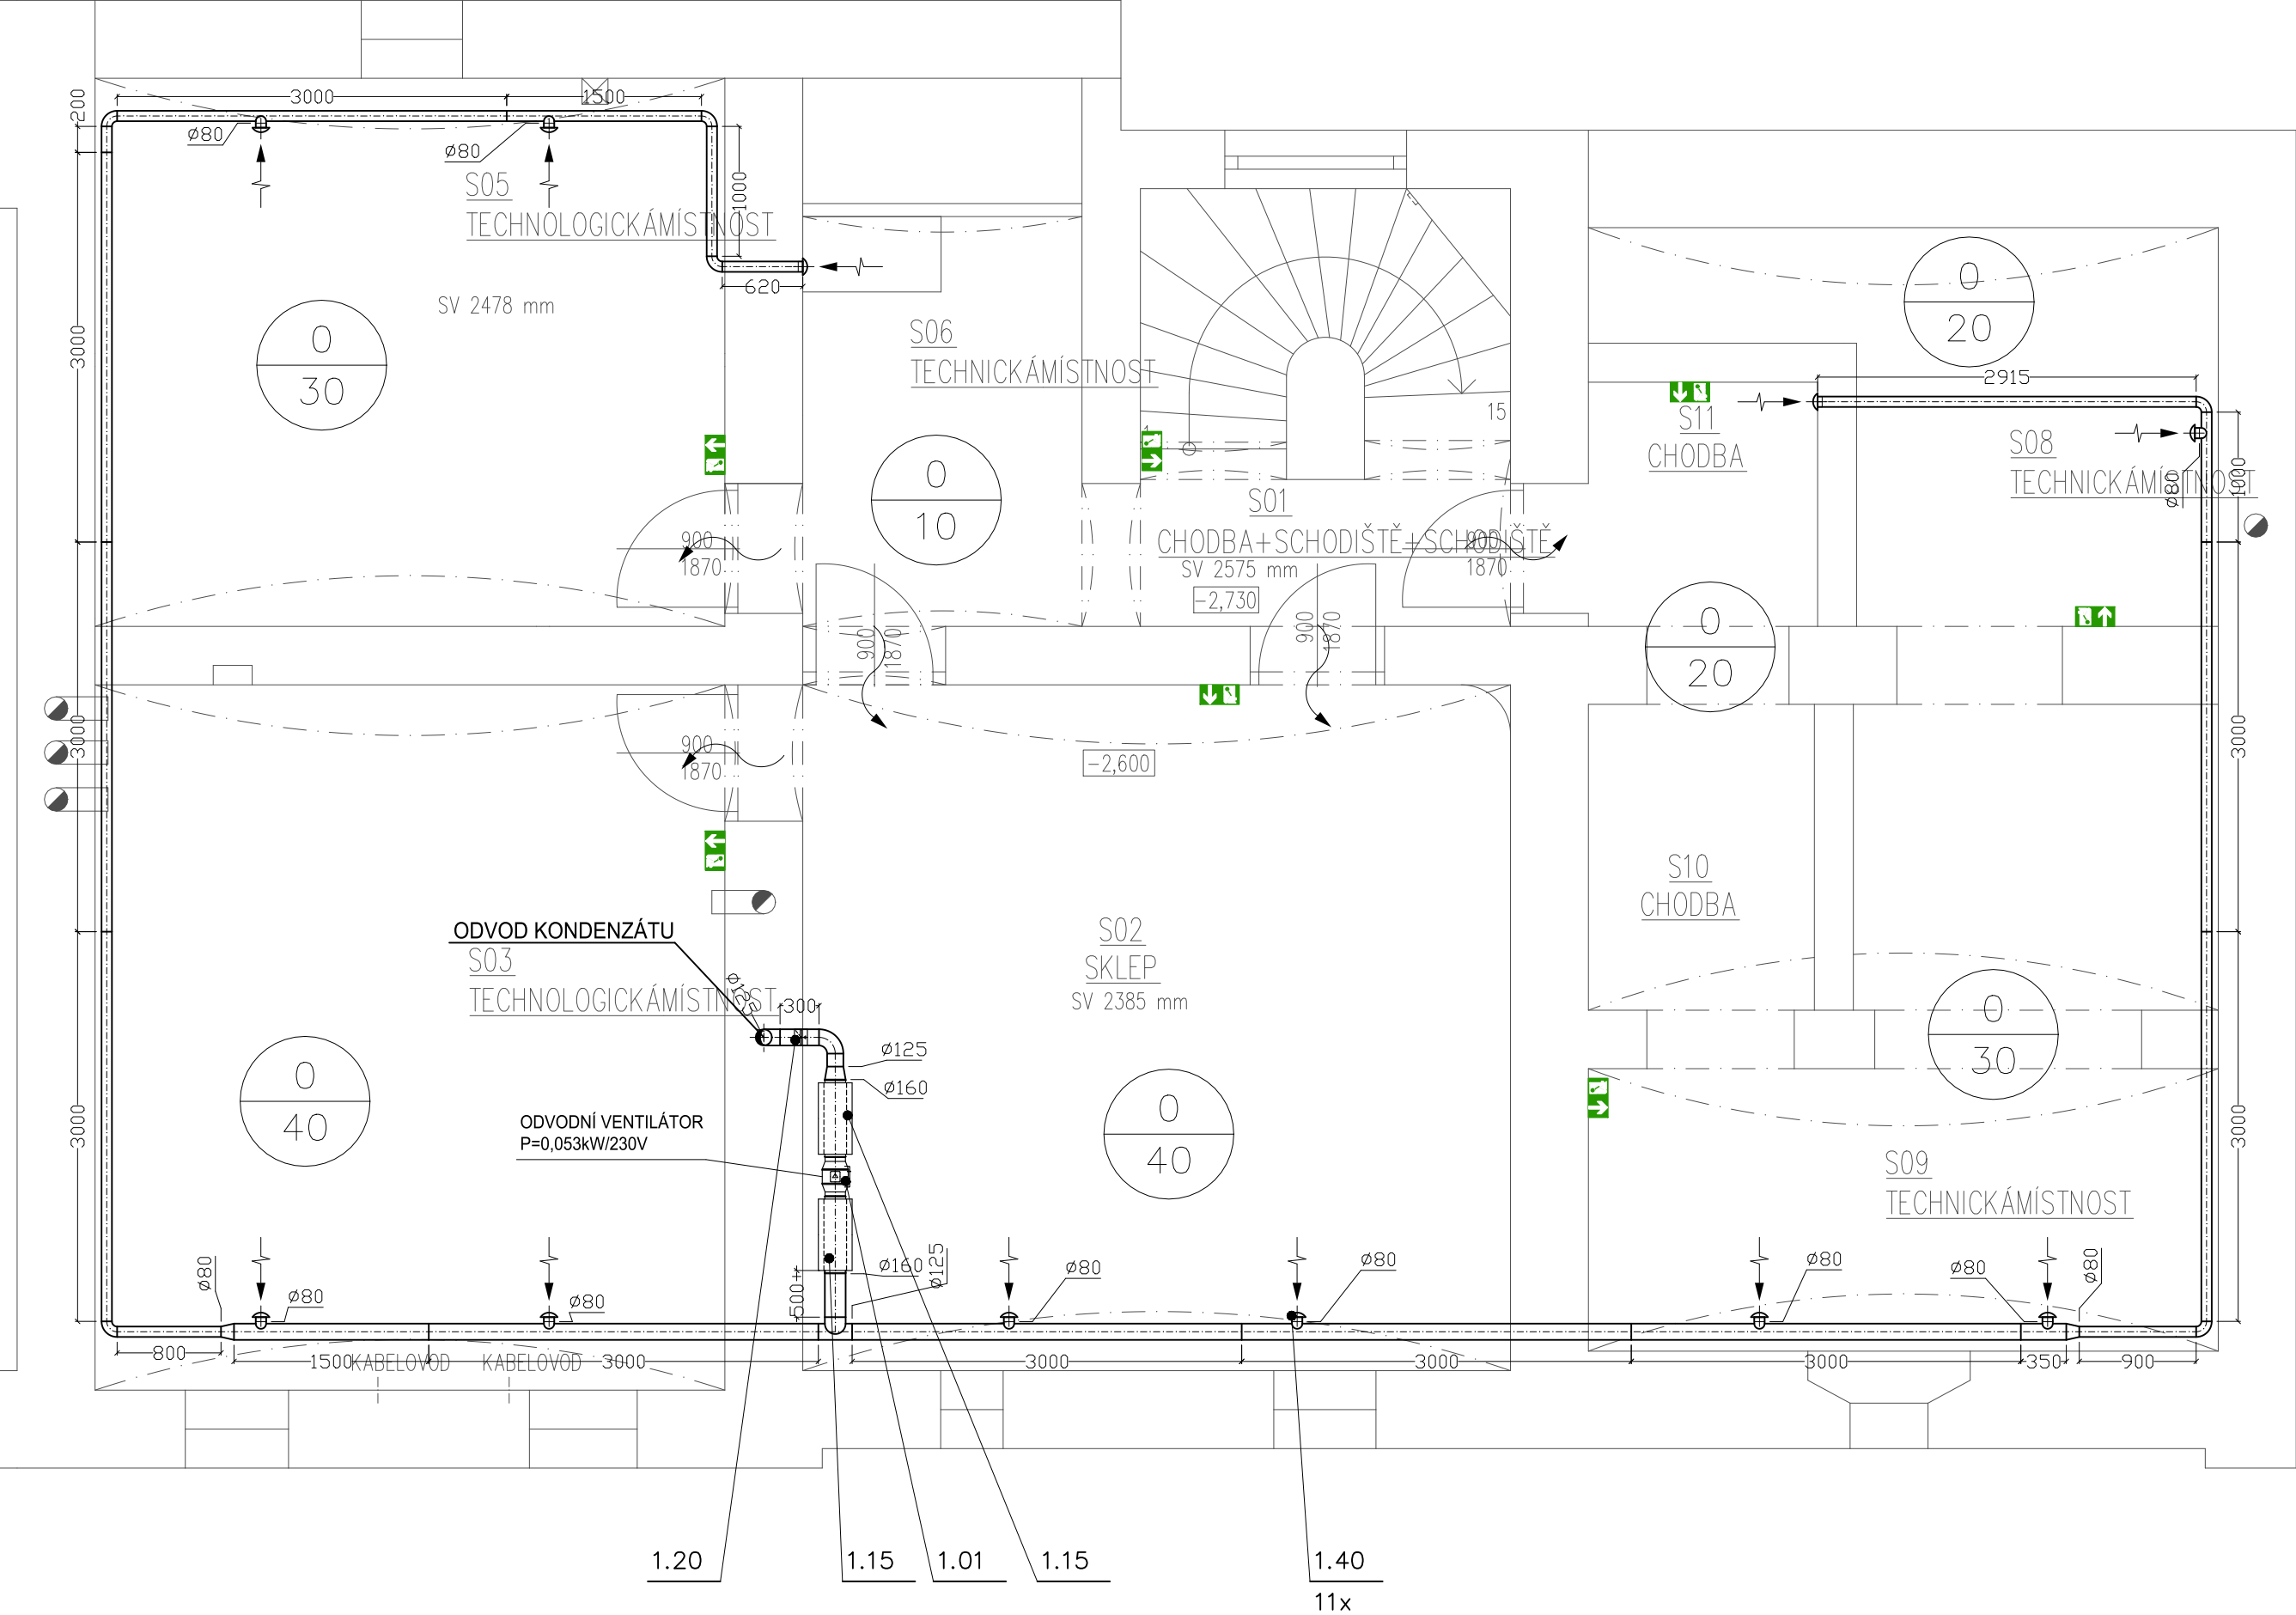 3000
1500
200
ø80
ø80
S05
TECHNOLOGICKÁMÍSTNOST
1000
620
SV 2478 mm
0
30
3000
S06
TECHNICKÁMÍSTNOST
0
10
15
1
S01
CHODBA+SCHODIŠTĚ+SCHODIŠTĚ
SV 2575 mm
-2,730
900
1870
900
1870
900
1870
900
1870
0
20
2915
S11
CHODBA
S08
TECHNICKÁMÍSTNOST
ø80
1000
0
20
3000
900
1870
-2,600
3000
S10
CHODBA
S02
SKLEP
SV 2385 mm
ODVOD KONDENZÁTU
S03
TECHNOLOGICKÁMÍSTNOST
ø125
300
ø125
ø160
0
40
3000
ODVODNÍ VENTILÁTOR
P=0,053kW/230V
0
40
0
30
3000
S09
TECHNICKÁMÍSTNOST
ø80
ø80
ø80
500+
ø160
ø125
ø80
ø80
ø80
ø80
ø80
800
1500
KABELOVOD
KABELOVOD
3000
3000
3000
3000
350
900
1.20
1.15
1.01
1.15
1.40
11x